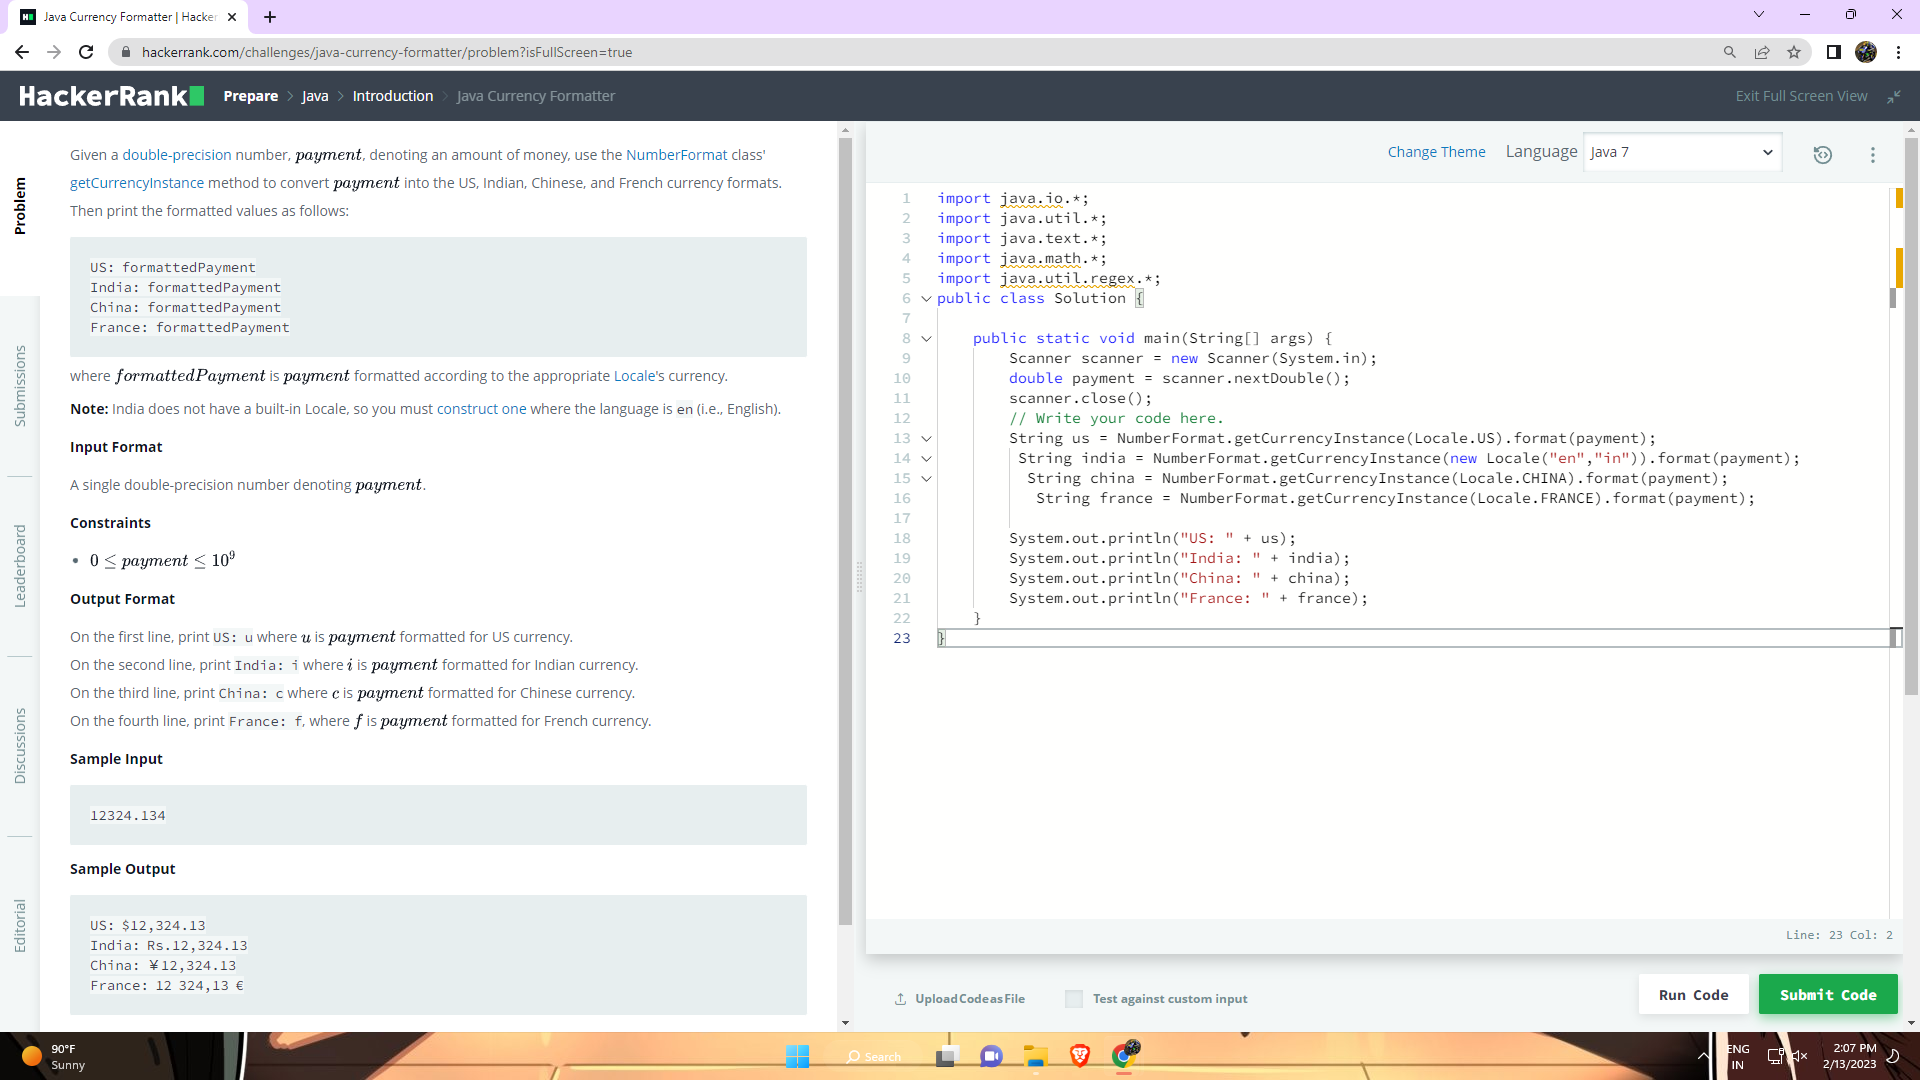 Java Currency Formatter | Hacker
hackerrank.com/challenges/java-currency-formatter/problem?isFullScreen=true
HackerRank
Prepare > Java > Introduction > Java Currency Formatter
Exit Full Screen View
Problem
Submissions
Leaderboard
Discussions
Editorial
Given a double-precision number, payment, denoting an amount of money, use the NumberFormat class'
getCurrencyInstance method to convert payment into the US, Indian, Chinese, and French currency formats.
Then print the formatted values as follows:
US: formattedPayment
India: formattedPayment
China: formattedPayment
France: formattedPayment
where formattedPayment is payment formatted according to the appropriate Locale's currency.
Note: India does not have a built-in Locale, so you must construct one where the language is en (i.e., English).
Input Format
A single double-precision number denoting payment.
Constraints
• 0 ≤ payment ≤ 10⁹
Output Format
On the first line, print US: u where u is payment formatted for US currency.
On the second line, print India: i where i is payment formatted for Indian currency.
On the third line, print China: c where c is payment formatted for Chinese currency.
On the fourth line, print France: f, where f is payment formatted for French currency.
Sample Input
12324.134
Sample Output
US: $12,324.13
India: Rs.12,324.13
China: ¥12,324.13
France: 12 324,13 €
Change Theme
Language
Java 7
1 import java.io.*;
2 import java.util.*;
3 import java.text.*;
4 import java.math.*;
5 import java.util.regex.*;
6 public class Solution {
7
8 public static void main(String[] args) {
9 Scanner scanner = new Scanner(System.in);
10 double payment = scanner.nextDouble();
11 scanner.close();
12 // Write your code here.
13 String us = NumberFormat.getCurrencyInstance(Locale.US).format(payment);
14 String india = NumberFormat.getCurrencyInstance(new Locale("en","in")).format(payment);
15 String china = NumberFormat.getCurrencyInstance(Locale.CHINA).format(payment);
16 String france = NumberFormat.getCurrencyInstance(Locale.FRANCE).format(payment);
17
18 System.out.println("US: " + us);
19 System.out.println("India: " + india);
20 System.out.println("China: " + china);
21 System.out.println("France: " + france);
22 }
23 }
Line: 23 Col: 2
Upload Code as File
Test against custom input
Run Code
Submit Code
90°F
Sunny
Search
ENG
IN
2:07 PM
2/13/2023